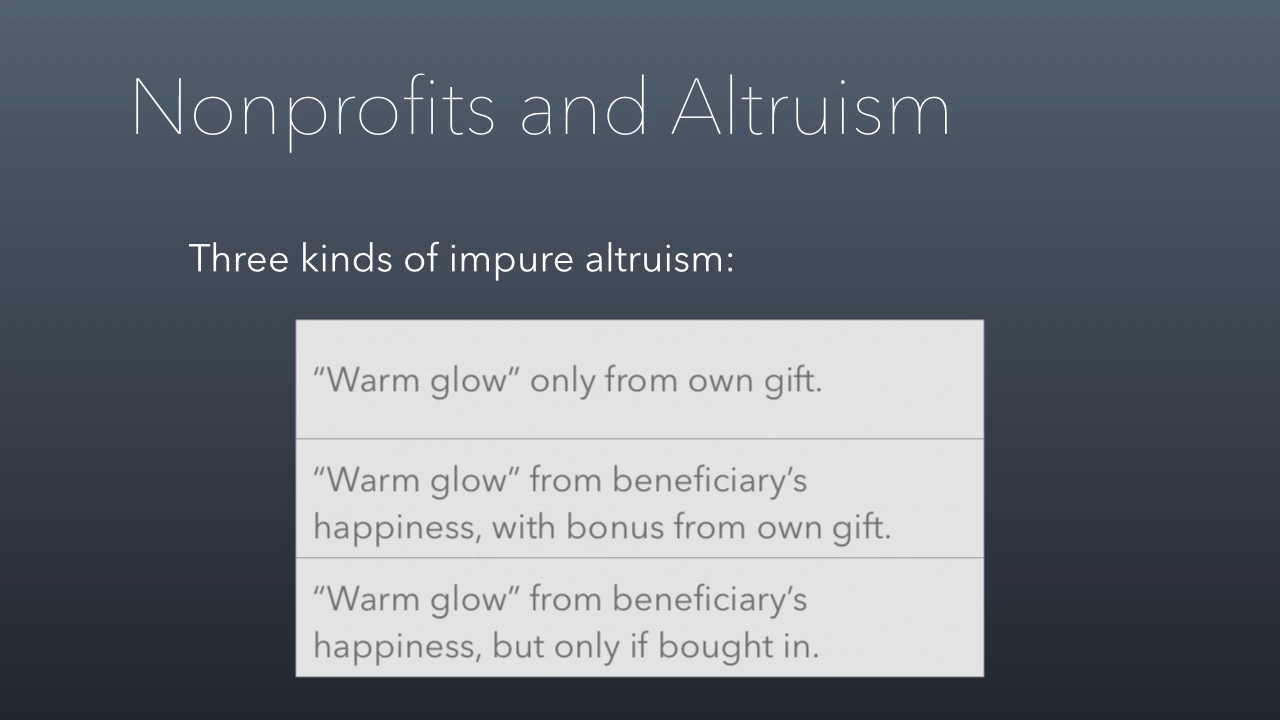 Nonprofits and Altruism
Three kinds of impure altruism:
“Warm glow” only from own gift.
“Warm glow” from beneficiary’s
happiness, with bonus from own gift.
“Warm glow” from beneficiary’s
happiness, but only if bought in.